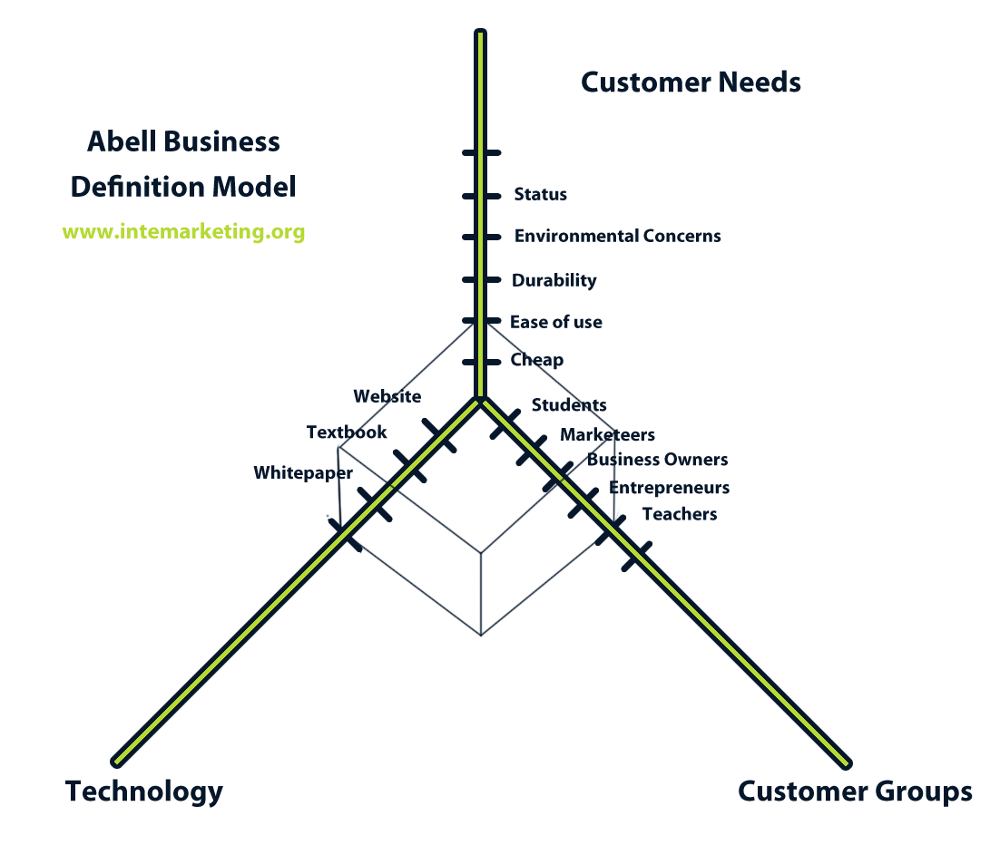 Customer Needs
Abell Business
Definition Model
www.intemarketing.org
Status
Environmental Concerns
Durability
Ease of use
Cheap
Website
Textbook
Whitepaper
Students
Marketeers
Business Owners
Entrepreneurs
Teachers
Technology
Customer Groups